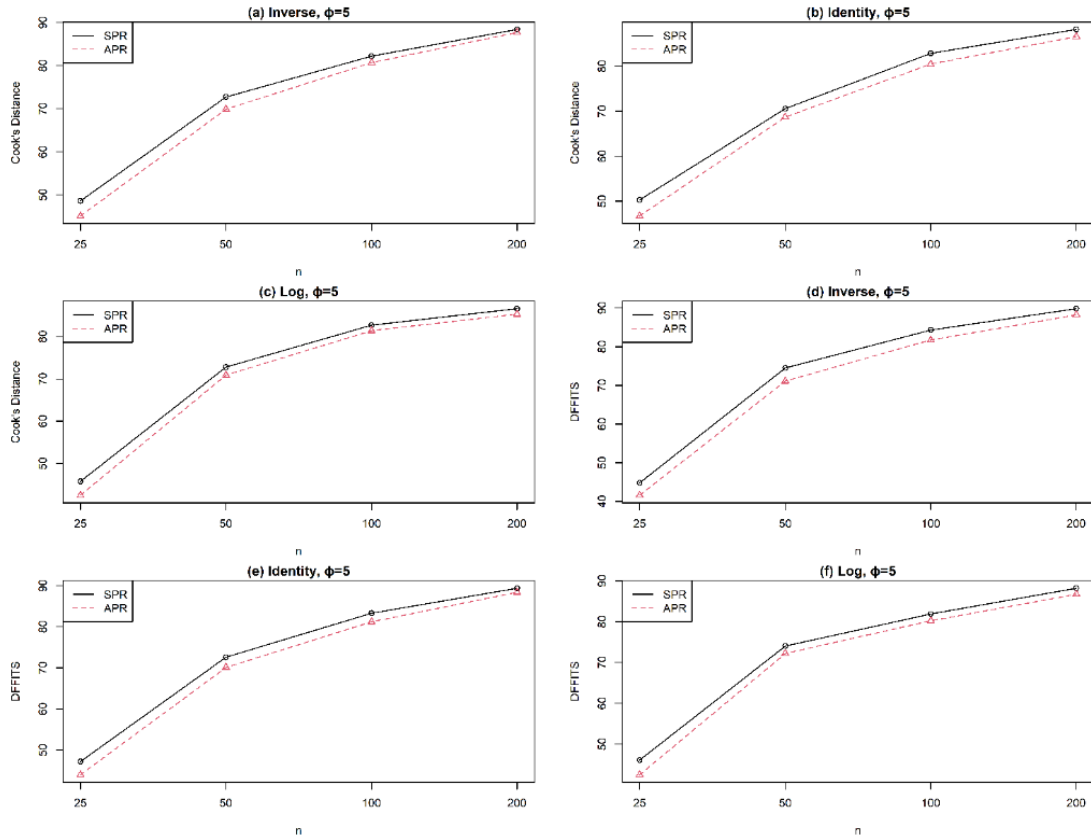 (a) Inverse, ϕ=5
SPR
APR
90
80
70
60
50
Cook's Distance
25 50 100 200
n
(b) Identity, ϕ=5
SPR
APR
80
70
60
50
Cook's Distance
25 50 100 200
n
(c) Log, ϕ=5
SPR
APR
80
70
60
50
Cook's Distance
25 50 100 200
n
(d) Inverse, ϕ=5
SPR
APR
90
80
70
60
50
40
DFFITS
25 50 100 200
n
(e) Identity, ϕ=5
SPR
APR
90
80
70
60
50
DFFITS
25 50 100 200
n
(f) Log, ϕ=5
SPR
APR
90
80
70
60
50
DFFITS
25 50 100 200
n